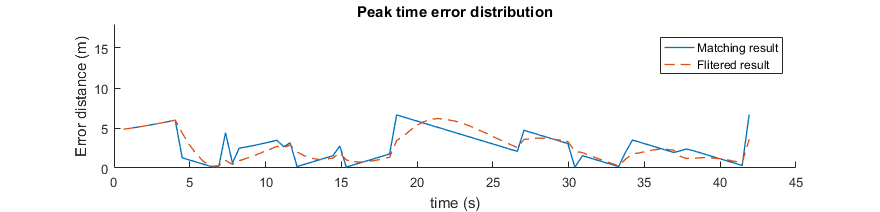 Peak time error distribution
Error distance (m)
15
10
5
0
Matching result
Flitered result
0 5 10 15 20 25 30 35 40 45
time (s)